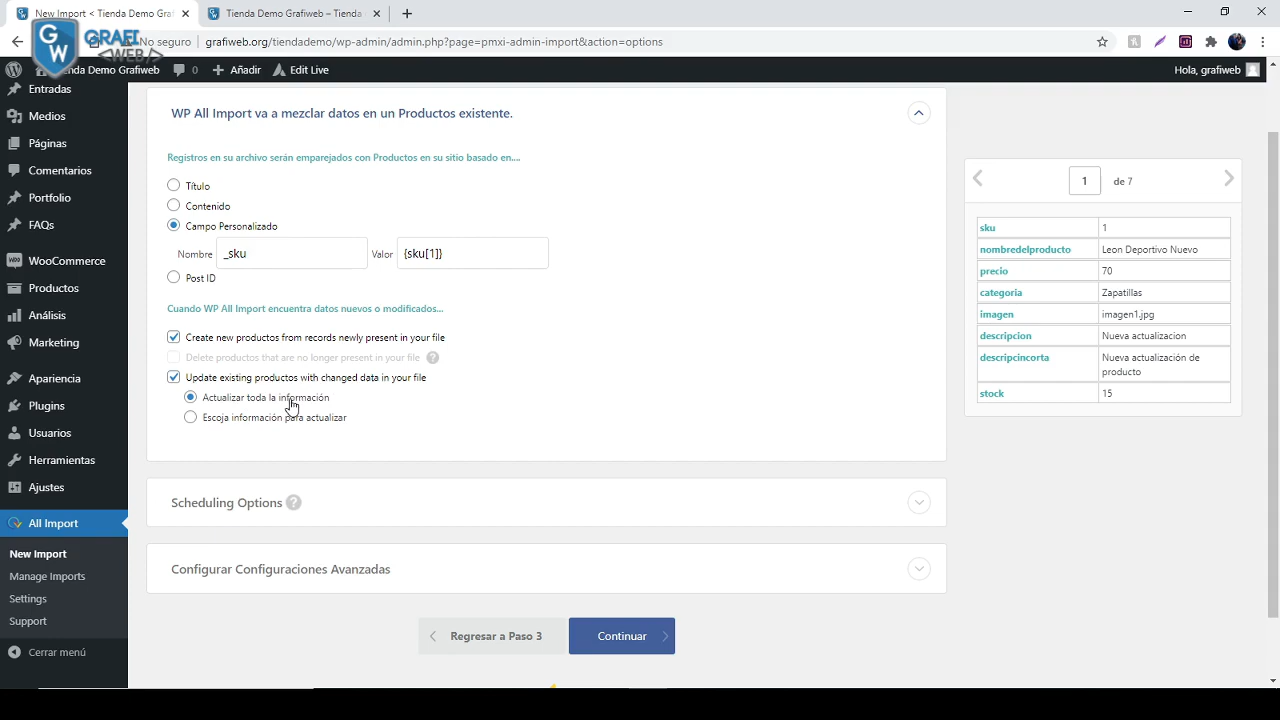 New Import < Tienda Demo Grafiweb
Tienda Demo Grafiweb – Tienda
GW GRAFI
WEB/>
No seguro | grafiweb.org/tiendademo/wp-admin/admin.php?page=pmxi-admin-import&action=options
enda Demo Grafiweb 0 + Añadir Edit Live Hola, grafiweb
Entradas
Medios
Páginas
Comentarios
Portfolio
FAQs
WooCommerce
Productos
Análisis
Marketing
Apariencia
Plugins
Usuarios
Herramientas
Ajustes
All Import
New Import
Manage Imports
Settings
Support
Cerrar menú
WP All Import va a mezclar datos en un Productos existente.
Registros en su archivo serán emparejados con Productos en su sitio basado en....
Título
Contenido
Campo Personalizado
Nombre _sku Valor {sku[1]}
Post ID
Cuando WP All Import encuentra datos nuevos o modificados...
Create new productos from records newly present in your file
Delete productos that are no longer present in your file ?
Update existing productos with changed data in your file
Actualizar toda la información
Escoja información para actualizar
Scheduling Options ?
Configurar Configuraciones Avanzadas
Regresar a Paso 3
Continuar
1 de 7
sku 1
nombredelproducto Leon Deportivo Nuevo
precio 70
categoria Zapatillas
imagen imagen1.jpg
descripcion Nueva actualizacion
descripcincorta Nueva actualización de
producto
stock 15